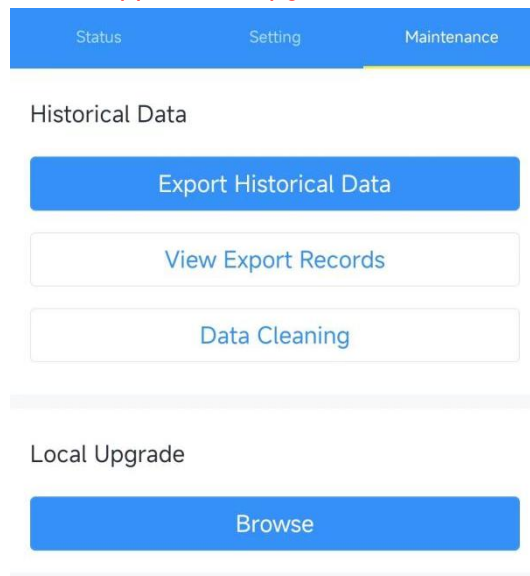 Status Setting Maintenance
Historical Data
Export Historical Data
View Export Records
Data Cleaning
Local Upgrade
Browse